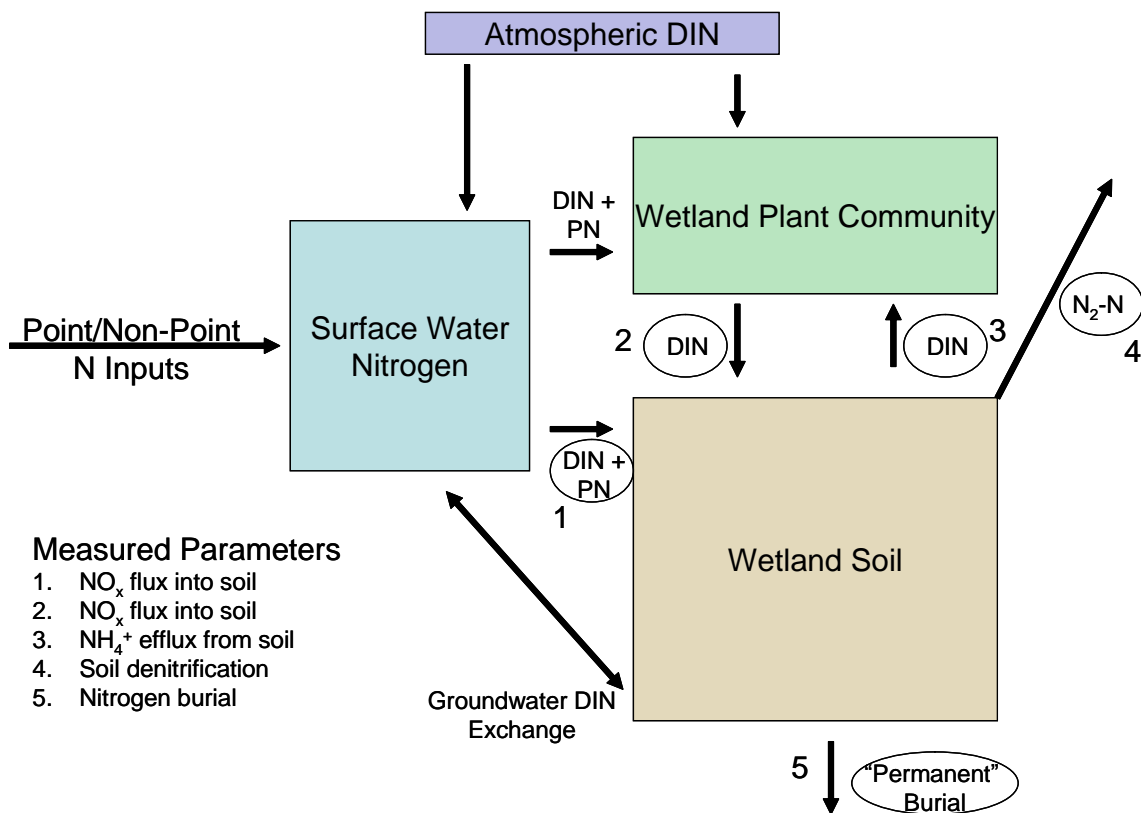 Atmospheric DIN
DIN +
PN
Wetland Plant Community
Point/Non-Point
N Inputs
Surface Water
Nitrogen
N₂-N
4
2
DIN
DIN
3
DIN +
PN
1
Wetland Soil
Measured Parameters
1. NOₓ flux into soil
2. NOₓ flux into soil
3. NH₄⁺ efflux from soil
4. Soil denitrification
5. Nitrogen burial
Groundwater DIN
Exchange
5
“Permanent”
Burial